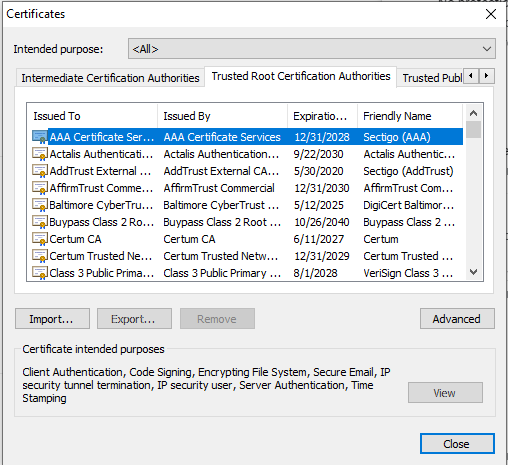 Certificates
Intended purpose: <All>
Intermediate Certification Authorities Trusted Root Certification Authorities Trusted Publ
Issued To Issued By Expiratio... Friendly Name
AAA Certificate Ser... AAA Certificate Services 12/31/2028 Sectigo (AAA)
Actalis Authentication... Actalis Authentication... 9/22/2030 Actalis Authentic...
AddTrust External CA... AddTrust External CA... 5/30/2020 Sectigo (AddTrust)
AffirmTrust Comme... AffirmTrust Commercial 12/31/2030 AffirmTrust Com...
Baltimore CyberTrus... Baltimore CyberTrus... 5/12/2025 DigiCert Baltimor...
Buypass Class 2 Ro... Buypass Class 2 Root ... 10/26/2040 Buypass Class 2 ...
Certum CA Certum CA 6/11/2027 Certum
Certum Trusted Ne... Certum Trusted Netw... 12/31/2029 Certum Trusted ...
Class 3 Public Prima... Class 3 Public Primary ... 8/1/2028 VeriSign Class 3 ...
Import... Export... Remove Advanced
Certificate intended purposes
Client Authentication, Code Signing, Encrypting File System, Secure Email, IP
security tunnel termination, IP security user, Server Authentication, Time
Stamping
View
Close